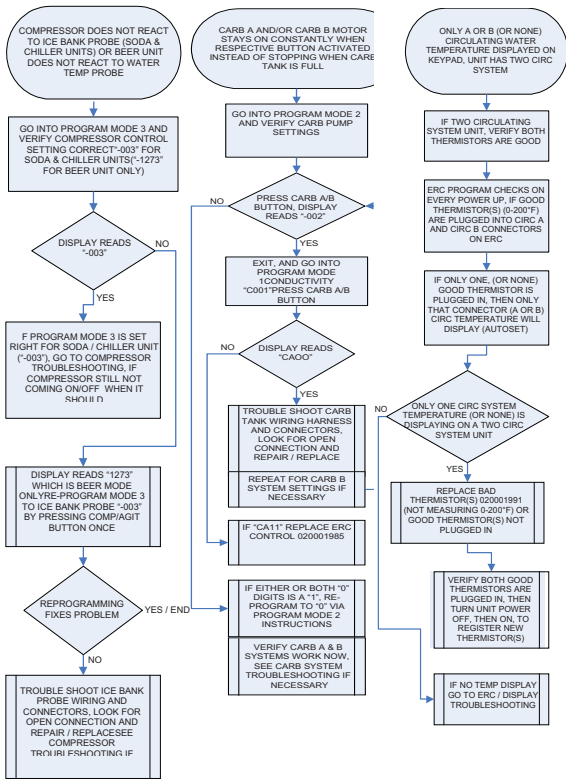 COMPRESSOR DOES NOT REACT
TO ICE BANK PROBE (SODA &
CHILLER UNITS) OR BEER UNIT
DOES NOT REACT TO WATER
TEMP PROBE
GO INTO PROGRAM MODE 3 AND
VERIFY COMPRESSOR CONTROL
SETTING CORRECT"-003" FOR
SODA & CHILLER UNITS("-1273"
FOR BEER UNIT ONLY)
DISPLAY READS
"-003"
NO
YES
F PROGRAM MODE 3 IS SET
RIGHT FOR SODA / CHILLER UNIT
("-003"), GO TO COMPRESSOR
TROUBLESHOOTING, IF
COMPRESSOR STILL NOT
COMING ON/OFF WHEN IT
SHOULD
DISPLAY READS "1273"
WHICH IS BEER MODE
ONLYRE-PROGRAM MODE 3
TO ICE BANK PROBE "-003"
BY PRESSING COMP/AGIT
BUTTON ONCE
REPROGRAMMING
FIXES PROBLEM
YES / END
NO
TROUBLE SHOOT ICE BANK
PROBE WIRING AND
CONNECTORS, LOOK FOR
OPEN CONNECTION AND
REPAIR / REPLACESEE
COMPRESSOR
TROUBLESHOOTING IF
CARB A AND/OR CARB B MOTOR
STAYS ON CONSTANTLY WHEN
RESPECTIVE BUTTON ACTIVATED
INSTEAD OF STOPPING WHEN CARB
TANK IS FULL
GO INTO PROGRAM MODE 2
AND VERIFY CARB PUMP
SETTINGS
NO
PRESS CARB A/B
BUTTON, DISPLAY
READS "-002"
YES
EXIT, AND GO INTO
PROGRAM MODE
1CONDUCTIVITY
"C001"PRESS CARB A/B
BUTTON
NO
DISPLAY READS
"CAOO"
YES
TROUBLE SHOOT CARB
TANK WIRING HARNESS
AND CONNECTORS,
LOOK FOR OPEN
CONNECTION AND
REPAIR / REPLACE
REPEAT FOR CARB B
SYSTEM SETTINGS IF
NECESSARY
IF "CA11" REPLACE ERC
CONTROL 020001985
IF EITHER OR BOTH "0"
DIGITS IS A "1", RE-
PROGRAM TO "0" VIA
PROGRAM MODE 2
INSTRUCTIONS
VERIFY CARB A & B
SYSTEMS WORK NOW,
SEE CARB SYSTEM
TROUBLESHOOTING IF
NECESSARY
ONLY A OR B (OR NONE)
CIRCULATING WATER
TEMPERATURE DISPLAYED ON
KEYPAD, UNIT HAS TWO CIRC
SYSTEM
IF TWO CIRCULATING
SYSTEM UNIT, VERIFY BOTH
THERMISTORS ARE GOOD
ERC PROGRAM CHECKS ON
EVERY POWER UP, IF GOOD
THERMISTOR(S) (0-200°F)
ARE PLUGGED INTO CIRC A
AND CIRC B CONNECTORS
ON ERC
IF ONLY ONE, (OR NONE)
GOOD THERMISTOR IS
PLUGGED IN, THEN ONLY
THAT CONNECTOR (A OR B)
CIRC TEMPERATURE WILL
DISPLAY (AUTOSET)
NO
ONLY ONE CIRC SYSTEM
TEMPERATURE (OR NONE) IS
DISPLAYING ON A TWO CIRC
SYSTEM UNIT
YES
REPLACE BAD
THERMISTOR(S) 020001991
(NOT MEASURING 0-200°F) OR
GOOD THERMISTOR(S) NOT
PLUGGED IN
VERIFY BOTH GOOD
THERMISTORS ARE
PLUGGED IN, THEN
TURN UNIT POWER
OFF, THEN ON, TO
REGISTER NEW
THERMISTOR(S)
IF NO TEMP DISPLAY
GO TO ERC / DISPLAY
TROUBLESHOOTING